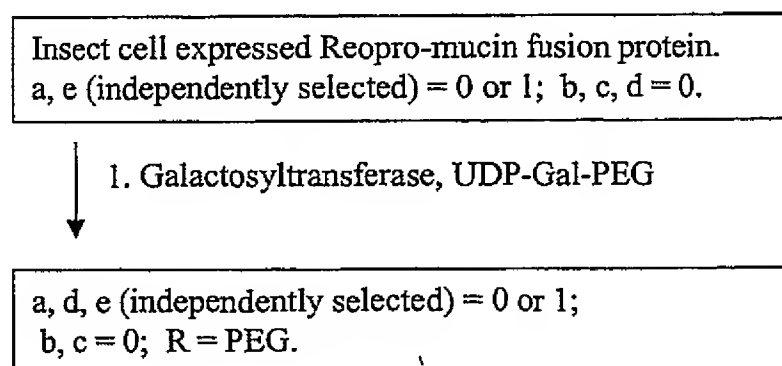 Insect cell expressed Reopro-mucin fusion protein.
a, e (independently selected) = 0 or 1; b, c, d = 0.
1. Galactosyltransferase, UDP-Gal-PEG
a, d, e (independently selected) = 0 or 1;
b, c = 0; R = PEG.